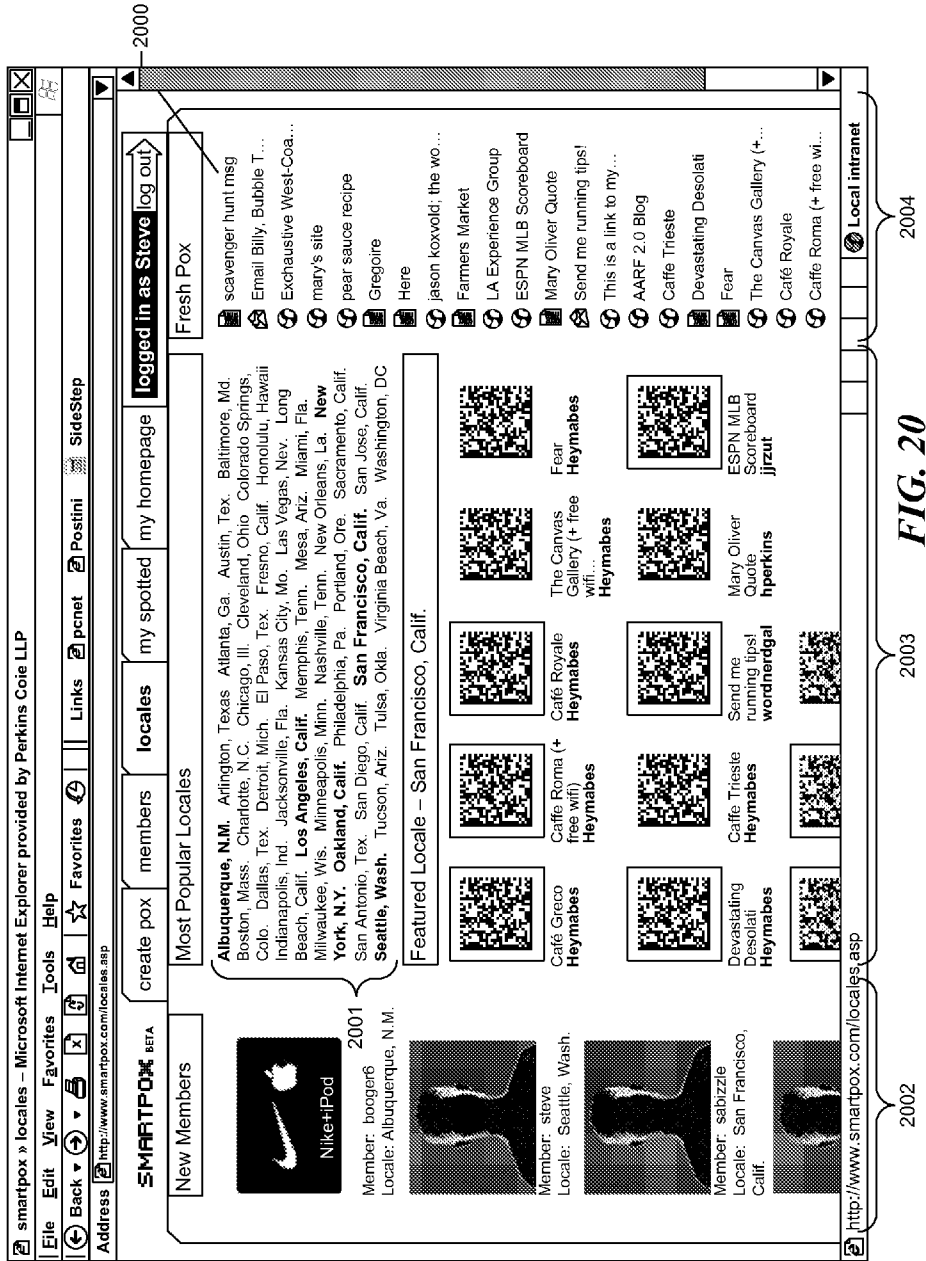 smartpox » locales – Microsoft Internet Explorer provided by Perkins Coie LLP
File Edit View Favorites Tools Help
Back Favorites Links pcnet Postini SideStep
Address http://www.smartpox.com/locales.asp
2000
SMARTPOX BETA
create pox members locales my spotted my homepage logged in as Steve log out
New Members
Nike+iPod
Member: booger6
Locale: Albuquerque, N.M.
Member: steve
Locale: Seattle, Wash.
Member: sabizzle
Locale: San Francisco,
Calif.
2001
Most Popular Locales
Albuquerque, N.M. Arlington, Texas Atlanta, Ga. Austin, Tex. Baltimore, Md.
Boston, Mass. Charlotte, N.C. Chicago, Ill. Cleveland, Ohio Colorado Springs,
Colo. Dallas, Tex. Detroit, Mich. El Paso, Tex. Fresno, Calif. Honolulu, Hawaii
Indianapolis, Ind. Jacksonville, Fla. Kansas City, Mo. Las Vegas, Nev. Long
Beach, Calif. Los Angeles, Calif. Memphis, Tenn. Mesa, Ariz. Miami, Fla.
Milwaukee, Wis. Minneapolis, Minn. Nashville, Tenn. New Orleans, La. New
York, N.Y. Oakland, Calif. Philadelphia, Pa. Portland, Ore. Sacramento, Calif.
San Antonio, Tex. San Diego, Calif. San Francisco, Calif. San Jose, Calif.
Seattle, Wash. Tucson, Ariz. Tulsa, Okla. Virginia Beach, Va. Washington, DC
Featured Locale – San Francisco, Calif.
Café Greco
Heymabes
Caffe Roma (+
free wifi)
Heymabes
Café Royale
Heymabes
The Canvas
Gallery (+ free
wifi...
Heymabes
Fear
Heymabes
Devastating
Desolati
Heymabes
Caffe Trieste
Heymabes
Send me
running tips!
wordnerdgal
Mary Oliver
Quote
hperkins
ESPN MLB
Scoreboard
jjrzut
Fresh Pox
scavenger hunt msg
Email Billy, Bubble T...
Exchaustive West-Coa...
mary's site
pear sauce recipe
Gregoire
Here
jason koxvold; the wo...
Farmers Market
LA Experience Group
ESPN MLB Scoreboard
Mary Oliver Quote
Send me running tips!
This is a link to my...
AARF 2.0 Blog
Caffe Trieste
Devastating Desolati
Fear
The Canvas Gallery (+...
Café Royale
Caffe Roma (+ free wi...
http://www.smartpox.com/locales.asp
Local intranet
2002
2003
2004
FIG. 20